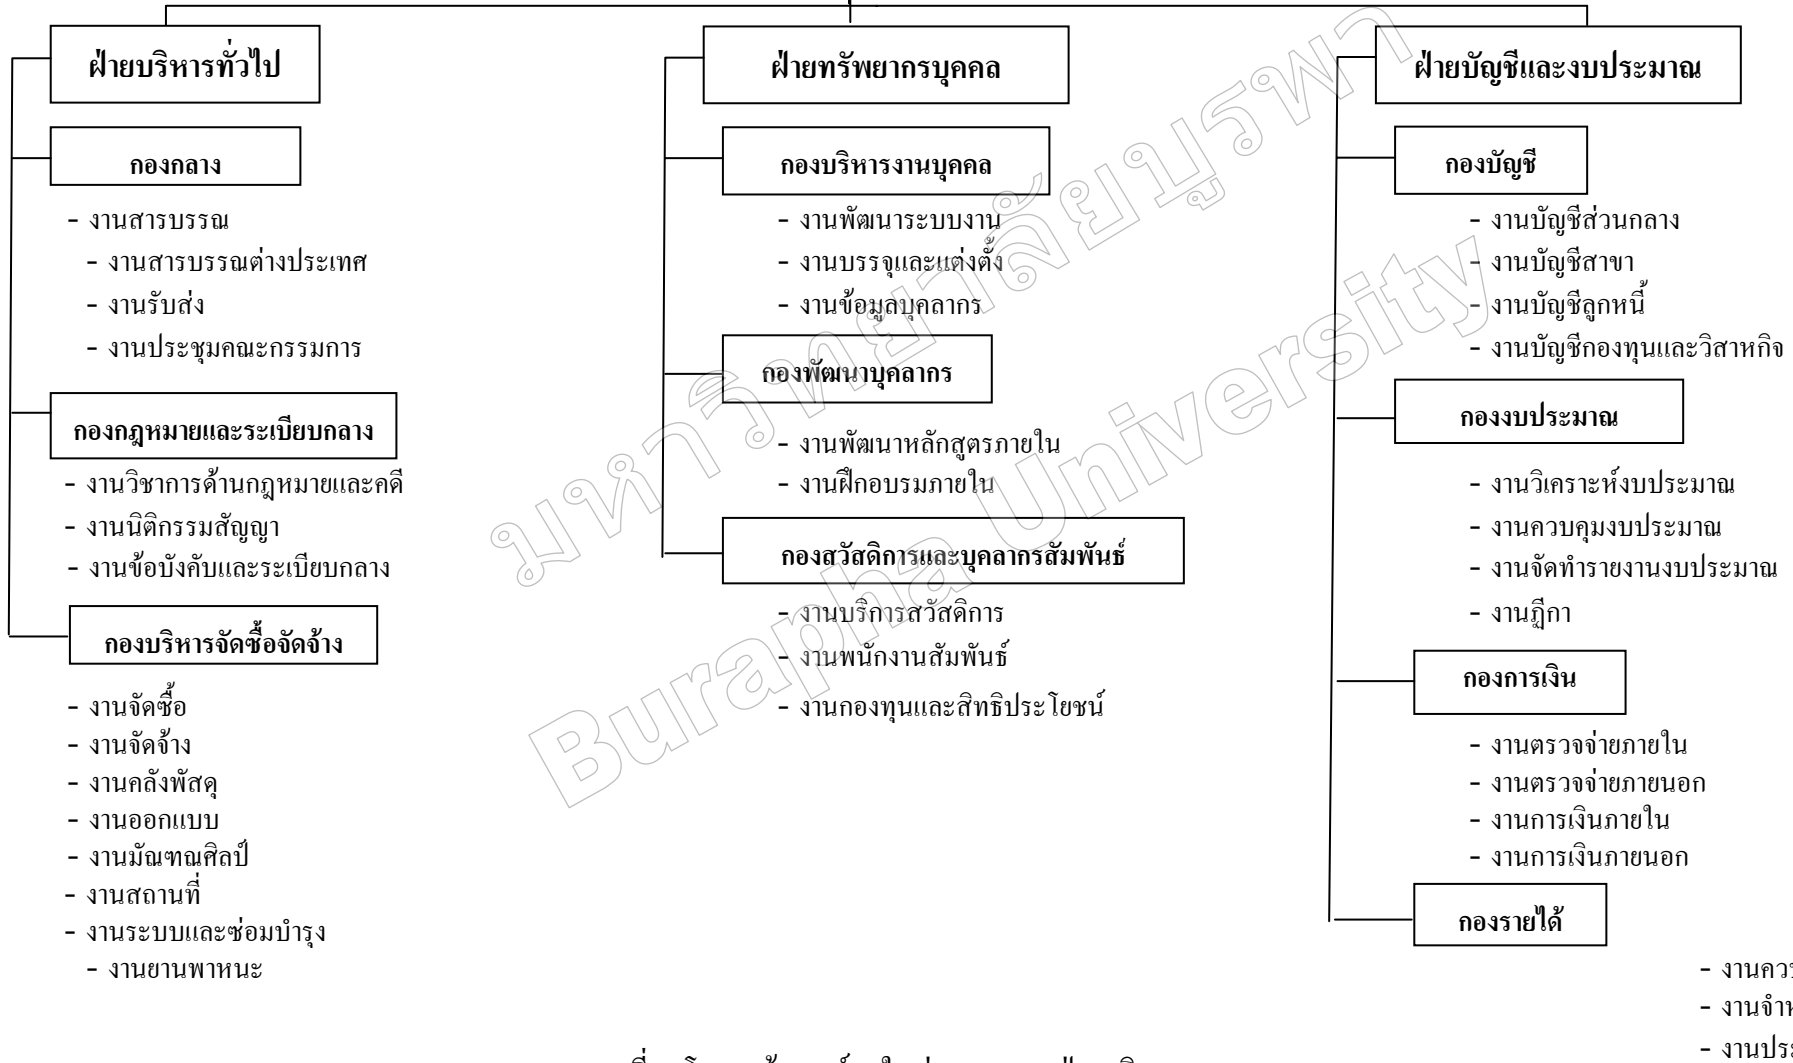 ฝ่ายบริหารทั่วไป
กองกลาง
- งานสารบรรณ
- งานสารบรรณต่างประเทศ
- งานรับส่ง
- งานประชุมคณะกรรมการ
กองกฎหมายและระเบียบกลาง
- งานวิชาการด้านกฎหมายและคดี
- งานนิติกรรมสัญญา
- งานข้อบังคับและระเบียบกลาง
กองบริหารจัดซื้อจัดจ้าง
- งานจัดซื้อ
- งานจัดจ้าง
- งานคลังพัสดุ
- งานออกแบบ
- งานมัณฑณศิลป์
- งานสถานที่
- งานระบบและซ่อมบำรุง
- งานยานพาหนะ
ฝ่ายทรัพยากรบุคคล
กองบริหารงานบุคคล
- งานพัฒนาระบบงาน
- งานบรรจุและแต่งตั้ง
- งานข้อมูลบุคลากร
กองพัฒนาบุคลากร
- งานพัฒนาหลักสูตรภายใน
- งานฝึกอบรมภายใน
กองสวัสดิการและบุคลากรสัมพันธ์
- งานบริการสวัสดิการ
- งานพนักงานสัมพันธ์
- งานกองทุนและสิทธิประโยชน์
ฝ่ายบัญชีและงบประมาณ
กองบัญชี
- งานบัญชีส่วนกลาง
- งานบัญชีสาขา
- งานบัญชีลูกหนี้
- งานบัญชีกองทุนและวิสาหกิจ
กองงบประมาณ
- งานวิเคราะห์งบประมาณ
- งานควบคุมงบประมาณ
- งานจัดทำรายงานงบประมาณ
- งานฎีกา
กองการเงิน
- งานตรวจจ่ายภายใน
- งานตรวจจ่ายภายนอก
- งานการเงินภายใน
- งานการเงินภายนอก
กองรายได้
มหาวิทยาลัยบูรพา
Burapha University